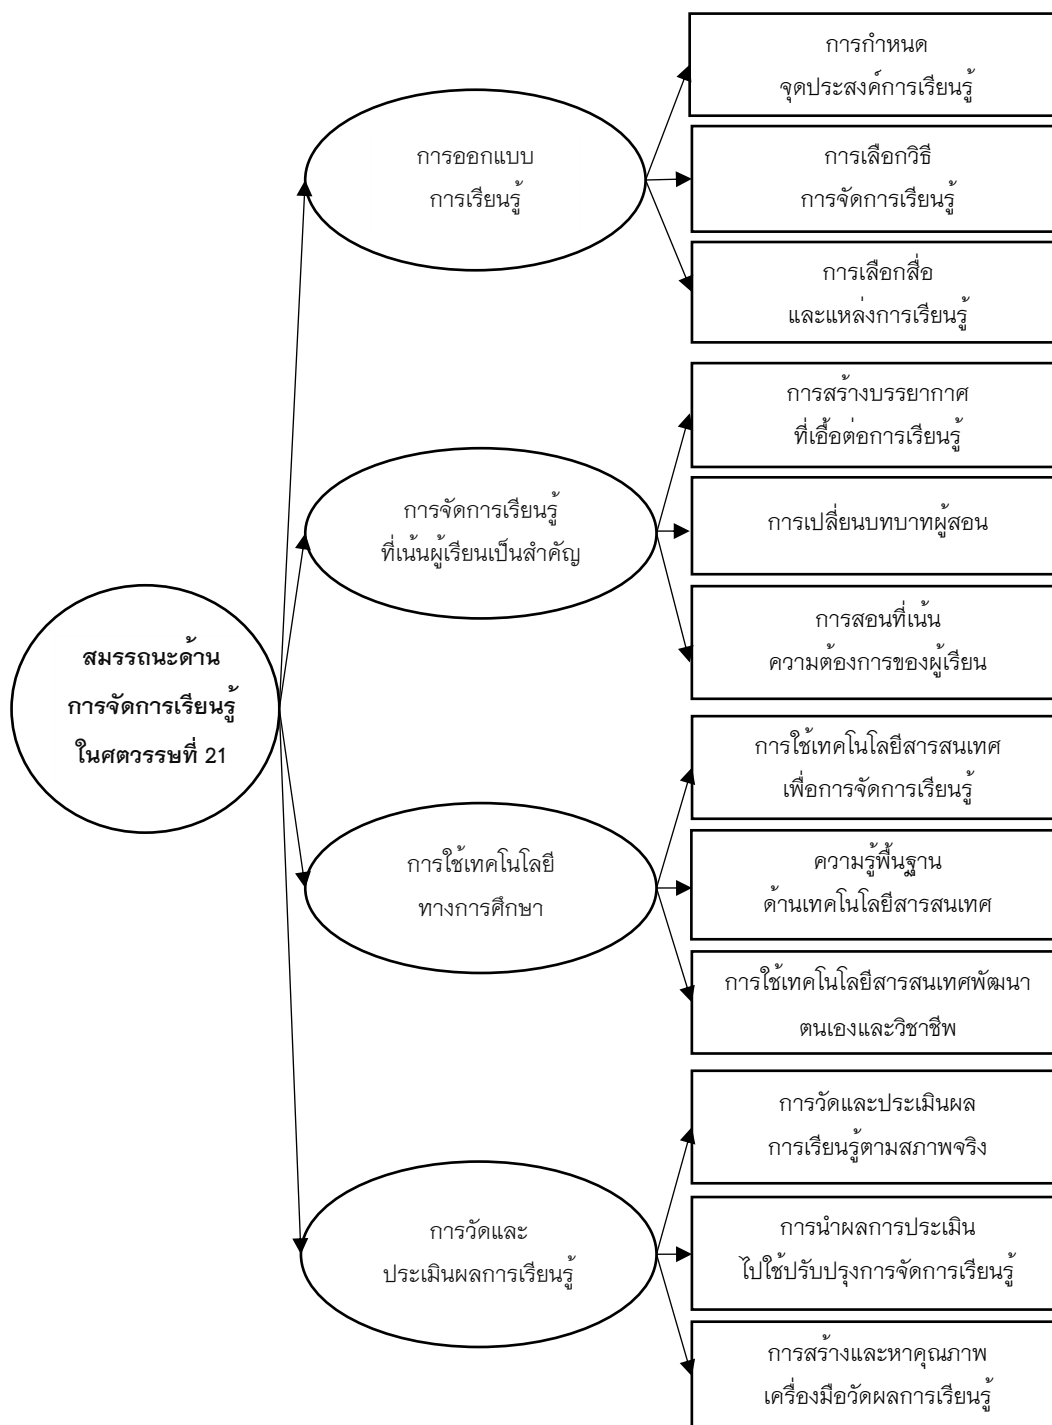 การกำหนด
จุดประสงค์การเรียนรู้
การออกแบบ
การเรียนรู้
การเลือกวิธี
การจัดการเรียนรู้
การเลือกสื่อ
และแหล่งการเรียนรู้
การสร้างบรรยากาศ
ที่เอื้อต่อการเรียนรู้
การจัดการเรียนรู้
ที่เน้นผู้เรียนเป็นสำคัญ
การเปลี่ยนบทบาทผู้สอน
การสอนที่เน้น
ความต้องการของผู้เรียน
สมรรถนะด้าน
การจัดการเรียนรู้
ในศตวรรษที่ 21
การใช้เทคโนโลยีสารสนเทศ
เพื่อการจัดการเรียนรู้
การใช้เทคโนโลยี
ทางการศึกษา
ความรู้พื้นฐาน
ด้านเทคโนโลยีสารสนเทศ
การใช้เทคโนโลยีสารสนเทศพัฒนา
ตนเองและวิชาชีพ
การวัดและประเมินผล
การเรียนรู้ตามสภาพจริง
การวัดและ
ประเมินผลการเรียนรู้
การนำผลการประเมิน
ไปใช้ปรับปรุงการจัดการเรียนรู้
การสร้างและหาคุณภาพ
เครื่องมือวัดผลการเรียนรู้